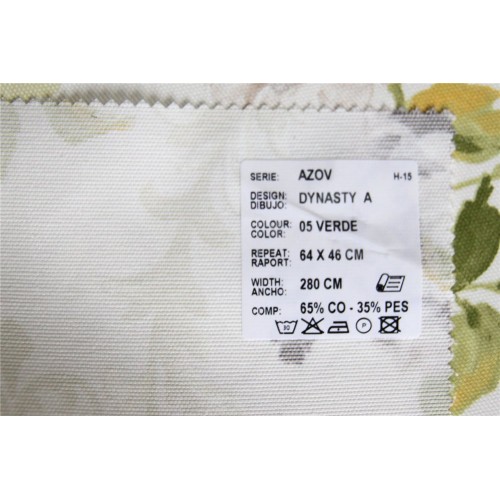 SERIE: AZOV H-15
DESIGN: DIBUJO: DYNASTY A
COLOUR: COLOR: 05 VERDE
REPEAT: RAPORT: 64 X 46 CM
WIDTH: ANCHO: 280 CM
COMP: 65% CO - 35% PES
P